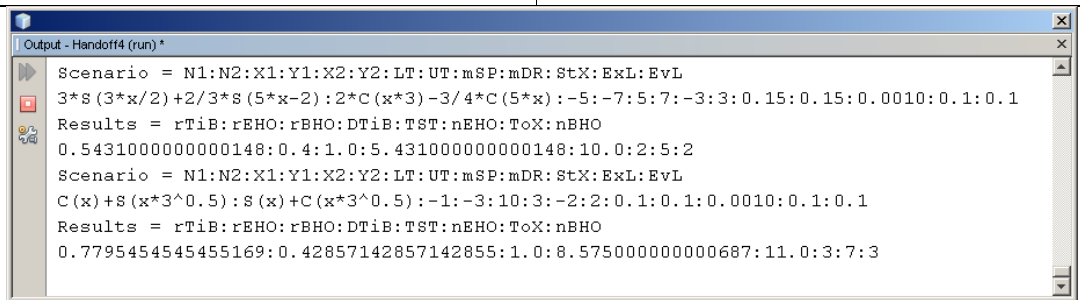 Output - Handoff4 (run) *
Scenario = N1:N2:X1:Y1:X2:Y2:LT:UT:mSP:mDR:StX:ExL:EvL
3*S(3*x/2)+2/3*S(5*x-2):2*C(x*3)-3/4*C(5*x):-5:-7:5:7:-3:3:0.15:0.15:0.0010:0.1:0.1
Results = rTiB:rEHO:rBHO:DTiB:TST:nEHO:ToX:nBHO
0.5431000000000148:0.4:1.0:5.431000000000148:10.0:2:5:2
Scenario = N1:N2:X1:Y1:X2:Y2:LT:UT:mSP:mDR:StX:ExL:EvL
C(x)+S(x*3^0.5):S(x)+C(x*3^0.5):-1:-3:10:3:-2:2:0.1:0.1:0.0010:0.1:0.1
Results = rTiB:rEHO:rBHO:DTiB:TST:nEHO:ToX:nBHO
0.7795454545455169:0.42857142857142855:1.0:8.575000000000687:11.0:3:7:3